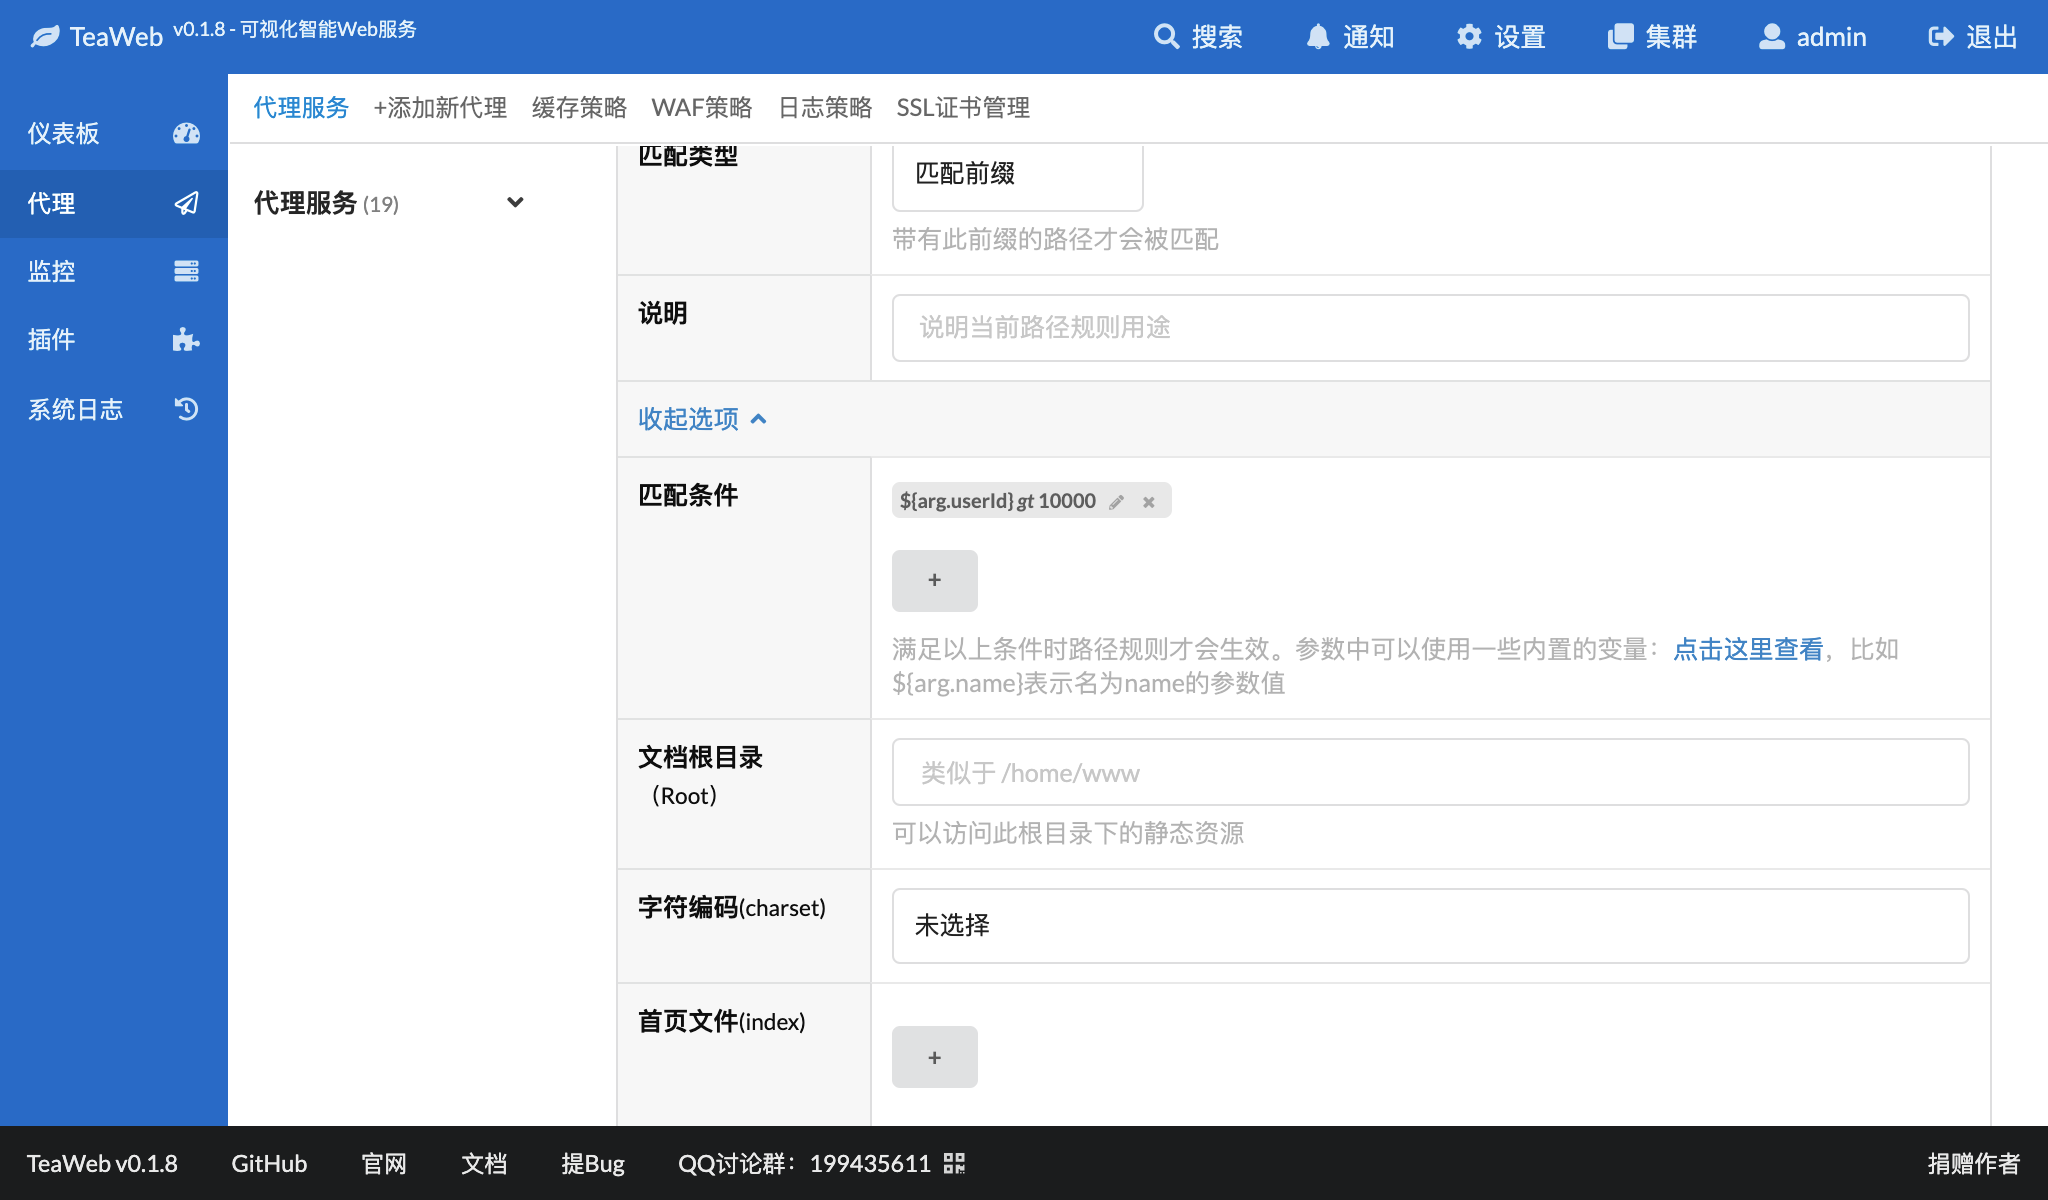 TeaWeb v0.1.8 - 可视化智能Web服务
搜索 通知 设置 集群 admin 退出
仪表板
代理
监控
插件
系统日志
代理服务 +添加新代理 缓存策略 WAF策略 日志策略 SSL证书管理
代理服务 (19)
匹配类型
匹配前缀
带有此前缀的路径才会被匹配
说明
说明当前路径规则用途
收起选项
匹配条件
${arg.userId} gt 10000
+
满足以上条件时路径规则才会生效。参数中可以使用一些内置的变量：点击这里查看，比如
${arg.name}表示名为name的参数值
文档根目录
（Root）
类似于 /home/www
可以访问此根目录下的静态资源
字符编码(charset)
未选择
首页文件(index)
+
TeaWeb v0.1.8 GitHub 官网 文档 提Bug QQ讨论群：199435611 捐赠作者